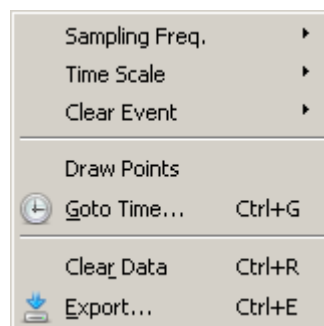 Sampling Freq.
Time Scale
Clear Event
Draw Points
Goto Time... Ctrl+G
Clear Data Ctrl+R
Export... Ctrl+E